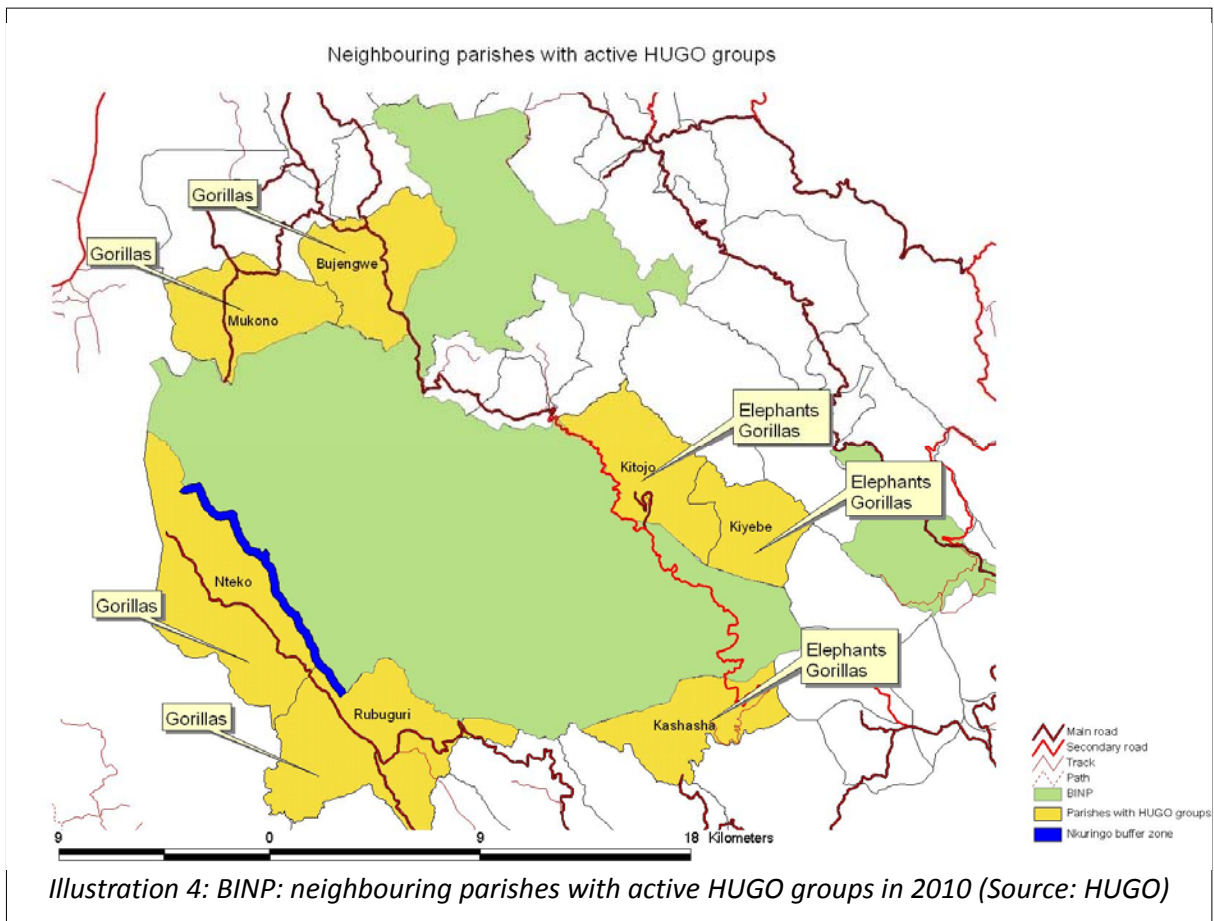 Neighbouring parishes with active HUGO groups
Gorillas
Bujengwe
Gorillas
Mukono
Elephants
Gorillas
Kitojo
Elephants
Gorillas
Kiyebe
Nteko
Gorillas
Elephants
Gorillas
Kashasha
Rubuguri
Gorillas
Main road
Secondary road
Track
Path
BINP
Parishes with HUGO groups
Nkuringo buffer zone
9 0 9 18 Kilometers
Illustration 4: BINP: neighbouring parishes with active HUGO groups in 2010 (Source: HUGO)